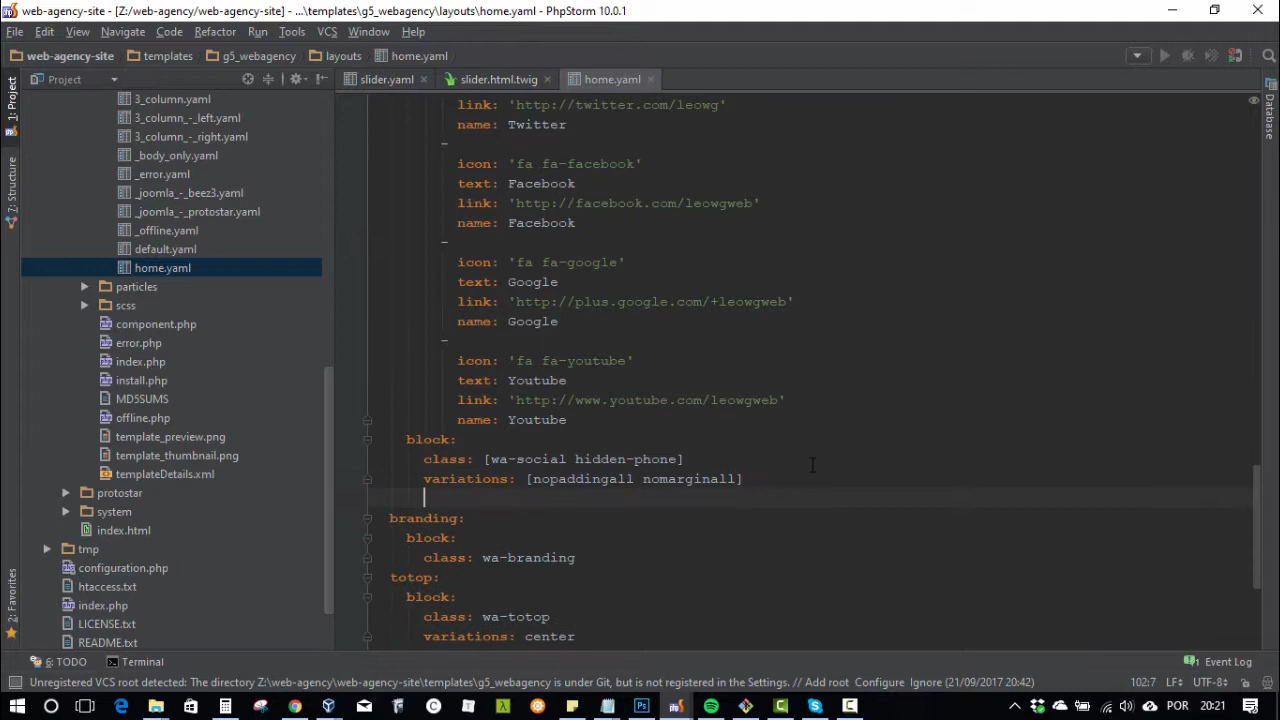 web-agency-site - [Z:/web-agency/web-agency-site] - ...\templates\g5_webagency\layouts\home.yaml - PhpStorm 10.0.1
File Edit View Navigate Code Refactor Run Tools VCS Window Help
web-agency-site templates g5_webagency layouts home.yaml
Project slider.yaml slider.html.twig home.yaml
1: Project
7: Structure
2: Favorites
3_column.yaml
3_column_-_left.yaml
3_column_-_right.yaml
_body_only.yaml
_error.yaml
_joomla_-_beez3.yaml
_joomla_-_protostar.yaml
_offline.yaml
default.yaml
home.yaml
particles
scss
component.php
error.php
index.php
install.php
MD5SUMS
offline.php
template_preview.png
template_thumbnail.png
templateDetails.xml
protostar
system
index.html
tmp
configuration.php
htaccess.txt
index.php
LICENSE.txt
README.txt
link: 'http://twitter.com/leowg'
name: Twitter
-
icon: 'fa fa-facebook'
text: Facebook
link: 'http://facebook.com/leowgweb'
name: Facebook
-
icon: 'fa fa-google'
text: Google
link: 'http://plus.google.com/+leowgweb'
name: Google
-
icon: 'fa fa-youtube'
text: Youtube
link: 'http://www.youtube.com/leowgweb'
name: Youtube
block:
class: [wa-social hidden-phone]
variations: [nopaddingall nomarginall]
branding:
block:
class: wa-branding
totop:
block:
class: wa-totop
variations: center
Database
6: TODO Terminal 1 Event Log
Unregistered VCS root detected: The directory Z:\web-agency\web-agency-site\templates\g5_webagency is under Git, but is not registered in the Settings. // Add root Configure Ignore (21/09/2017 20:42) 102:7 LF÷ UTF-8÷
POR 20:21